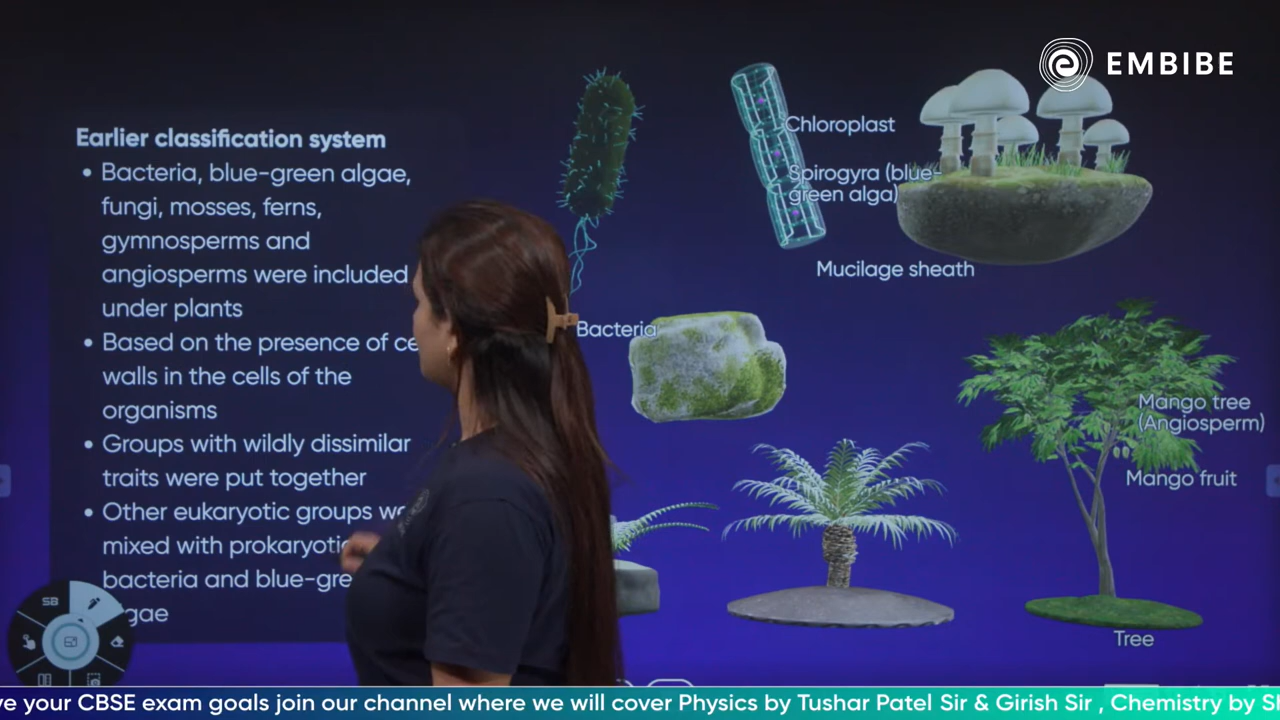 EMBIBE
Earlier classification system
• Bacteria, blue-green algae,
fungi, mosses, ferns,
gymnosperms and
angiosperms were included
under plants
• Based on the presence of ce
walls in the cells of the
organisms
• Groups with wildly dissimilar
traits were put together
• Other eukaryotic groups we
mixed with prokaryoti
bacteria and blue-gre
gae
Chloroplast
Spirogyra (blue-
green alga)
Mucilage sheath
Bacteria
Mango tree
(Angiosperm)
Mango fruit
Tree
SB
ve your CBSE exam goals join our channel where we will cover Physics by Tushar Patel Sir & Girish Sir , Chemistry by S